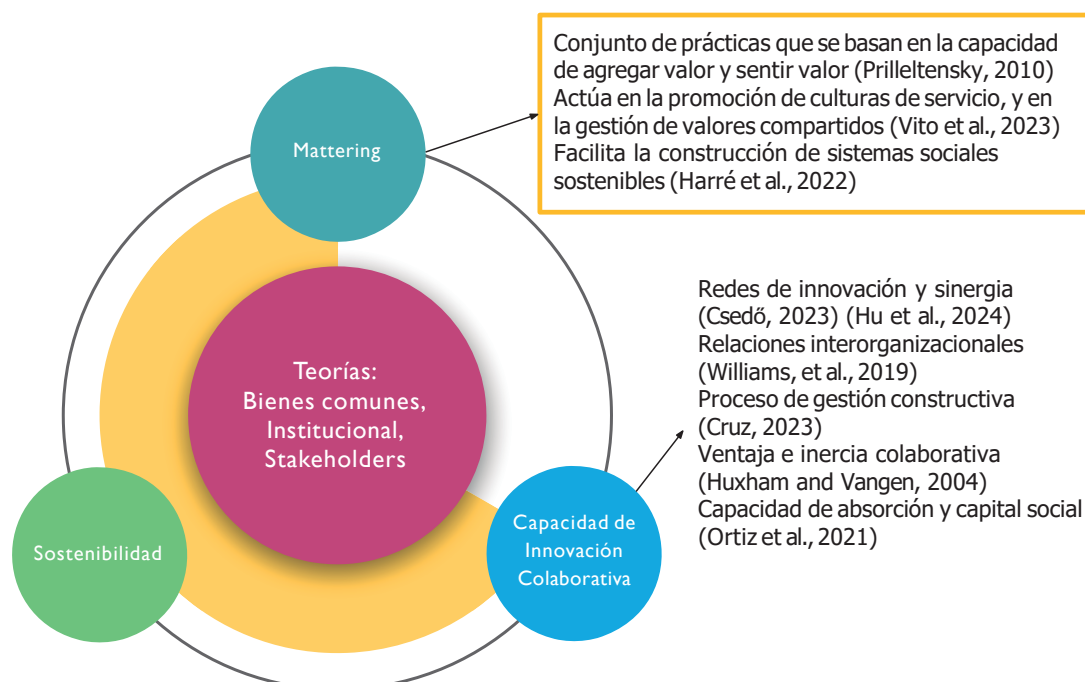 Conjunto de prácticas que se basan en la capacidad
de agregar valor y sentir valor (Prilleltensky, 2010)
Actúa en la promoción de culturas de servicio, y en
la gestión de valores compartidos (Vito et al., 2023)
Facilita la construcción de sistemas sociales
sostenibles (Harré et al., 2022)
Mattering
Redes de innovación y sinergia
(Csedő, 2023) (Hu et al., 2024)
Relaciones interorganizacionales
(Williams, et al., 2019)
Proceso de gestión constructiva
(Cruz, 2023)
Ventaja e inercia colaborativa
(Huxham and Vangen, 2004)
Capacidad de absorción y capital social
(Ortiz et al., 2021)
Teorías:
Bienes comunes,
Institucional,
Stakeholders
Sostenibilidad
Capacidad de
Innovación
Colaborativa